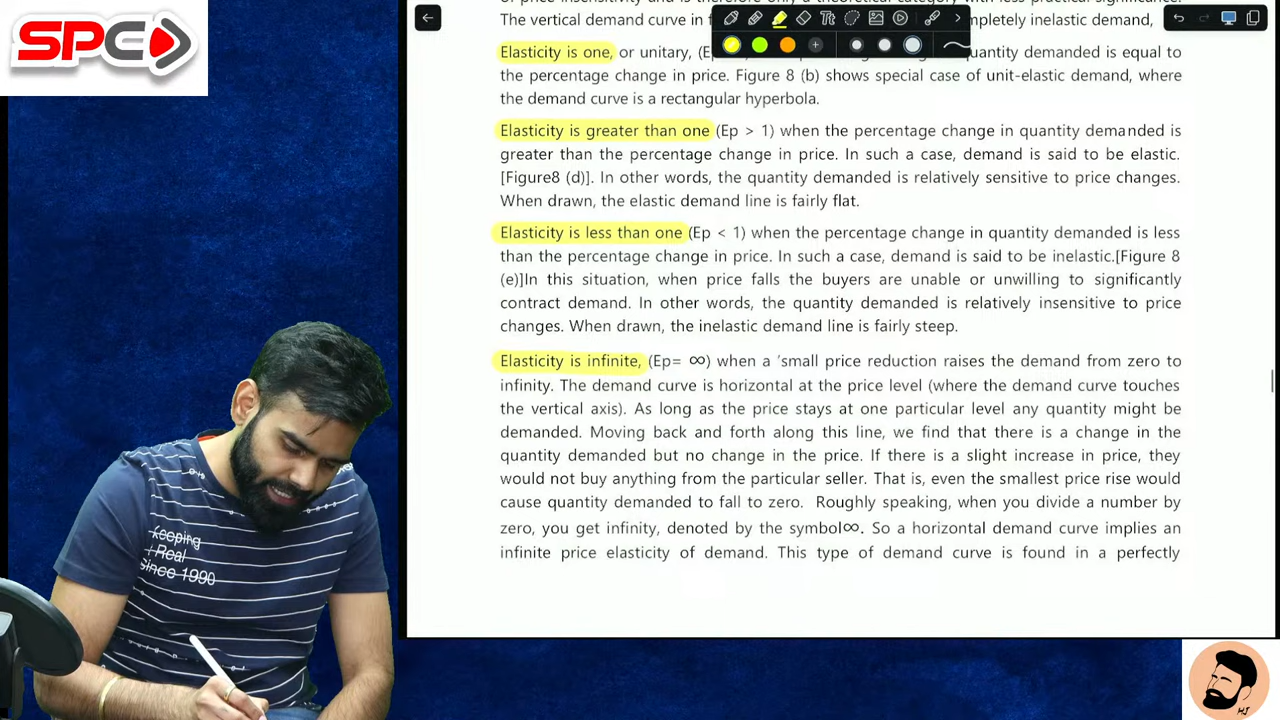 SPC
of price insensitivity and is therefore only a theoretical category with less practical significance.
The vertical demand curve in f mpletely inelastic demand,
Elasticity is one, or unitary, (E quantity demanded is equal to
the percentage change in price. Figure 8 (b) shows special case of unit-elastic demand, where
the demand curve is a rectangular hyperbola.
Elasticity is greater than one (Ep > 1) when the percentage change in quantity demanded is
greater than the percentage change in price. In such a case, demand is said to be elastic.
[Figure8 (d)]. In other words, the quantity demanded is relatively sensitive to price changes.
When drawn, the elastic demand line is fairly flat.
Elasticity is less than one (Ep < 1) when the percentage change in quantity demanded is less
than the percentage change in price. In such a case, demand is said to be inelastic.[Figure 8
(e)]In this situation, when price falls the buyers are unable or unwilling to significantly
contract demand. In other words, the quantity demanded is relatively insensitive to price
changes. When drawn, the inelastic demand line is fairly steep.
Elasticity is infinite, (Ep= ∞) when a 'small price reduction raises the demand from zero to
infinity. The demand curve is horizontal at the price level (where the demand curve touches
the vertical axis). As long as the price stays at one particular level any quantity might be
demanded. Moving back and forth along this line, we find that there is a change in the
quantity demanded but no change in the price. If there is a slight increase in price, they
would not buy anything from the particular seller. That is, even the smallest price rise would
cause quantity demanded to fall to zero. Roughly speaking, when you divide a number by
zero, you get infinity, denoted by the symbol∞. So a horizontal demand curve implies an
infinite price elasticity of demand. This type of demand curve is found in a perfectly
keeping
/ Real
since 1990
HJ